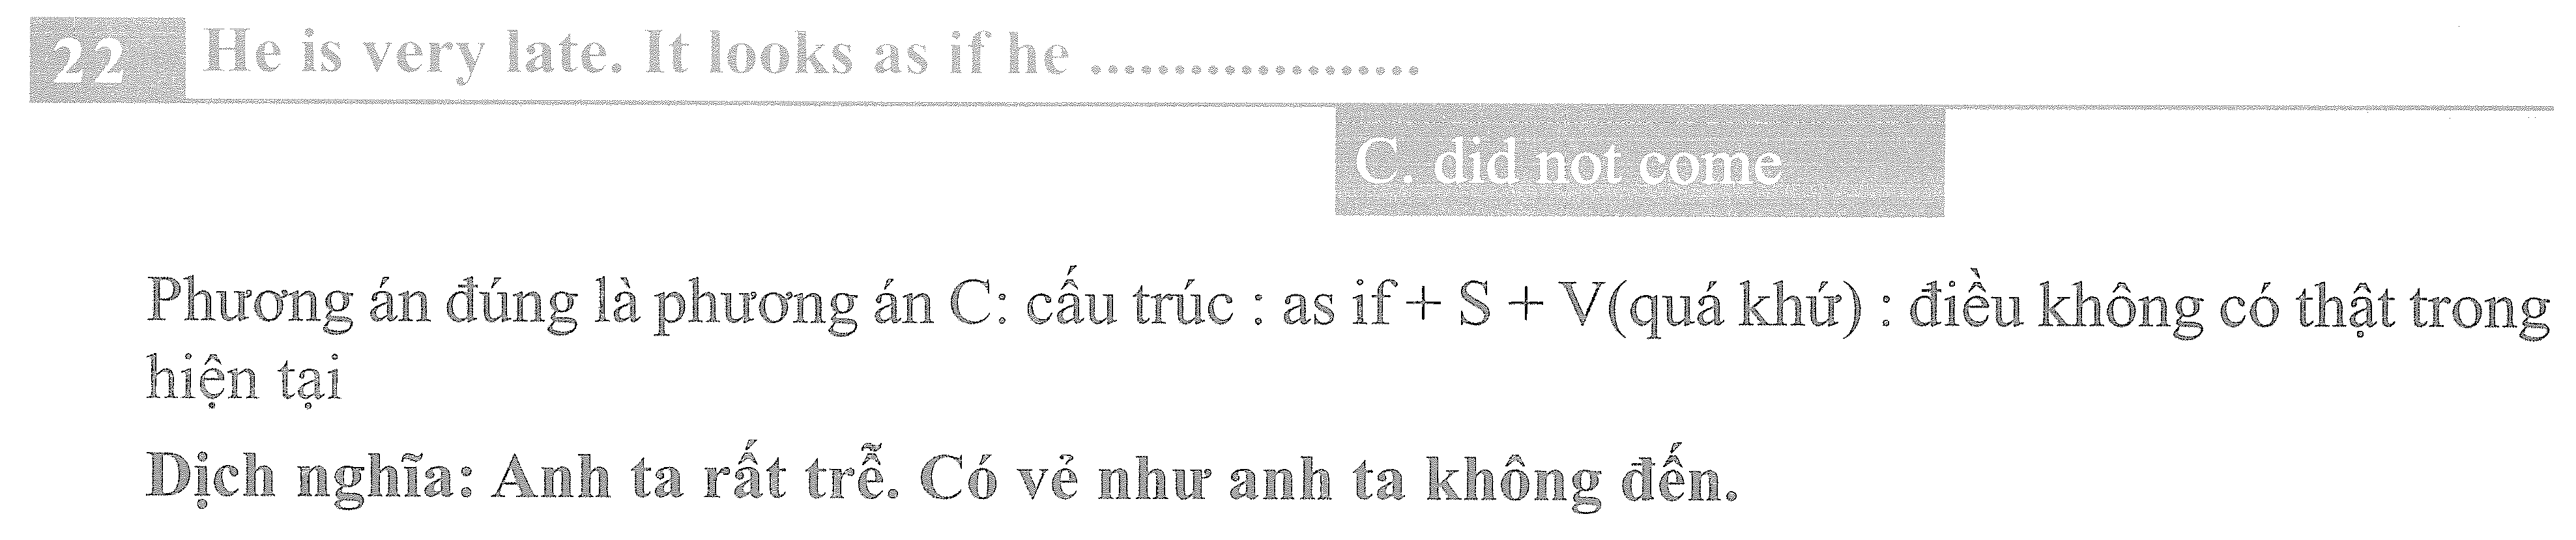 22 He is very late. It looks as if he ....................
C. did not come
Phương án đúng là phương án C: cấu trúc : as if + S + V(quá khứ) : điều không có thật trong
hiện tại
Dịch nghĩa: Anh ta rất trễ. Có vẻ như anh ta không đến.